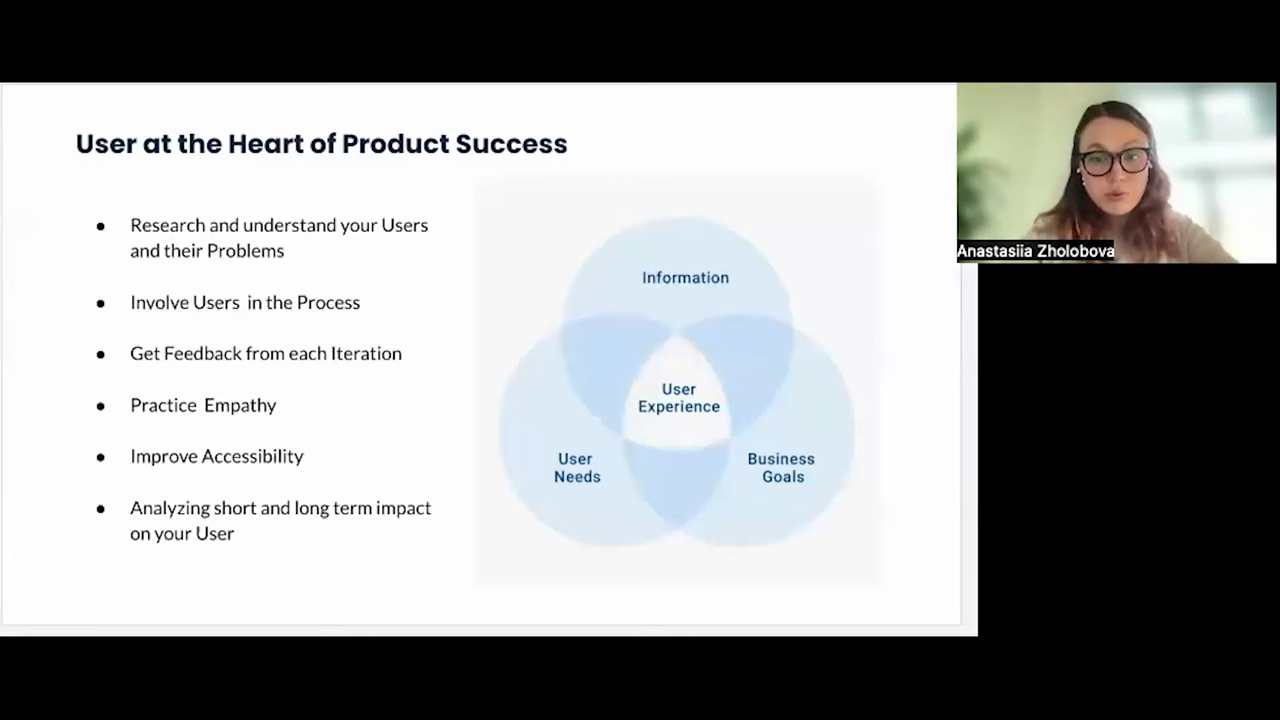 User at the Heart of Product Success
Research and understand your Users
and their Problems
Involve Users in the Process
Get Feedback from each Iteration
Practice Empathy
Improve Accessibility
Analyzing short and long term impact
on your User
Information
User
Experience
User
Needs
Business
Goals
Anastasiia Zholobova